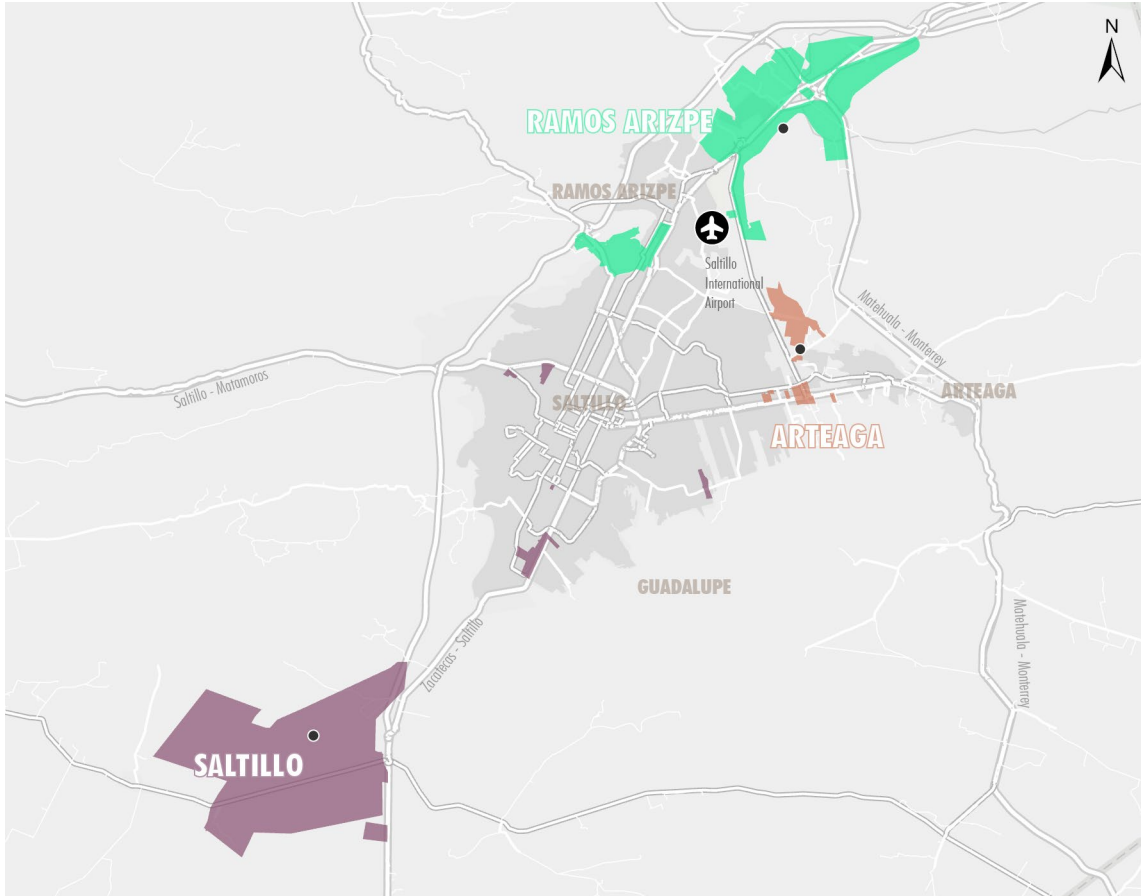 N
RAMOS ARIZPE
RAMOS ARIZPE
Saltillo
International
Airport
Matehuala - Monterrey
Saltillo - Matamoros
SALTILLO
ARTEAGA
ARTEAGA
GUADALUPE
Zacatecas - Saltillo
Matehuala - Monterrey
SALTILLO